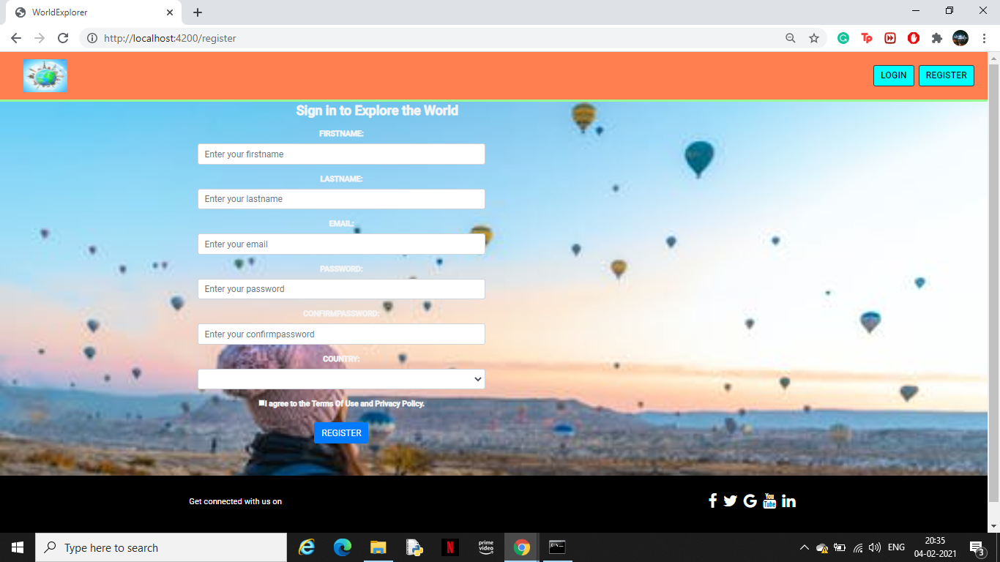 WorldExplorer
http://localhost:4200/register
LOGIN
REGISTER
Sign in to Explore the World
FIRSTNAME:
Enter your firstname
LASTNAME:
Enter your lastname
EMAIL:
Enter your email
PASSWORD:
Enter your password
CONFIRMPASSWORD:
Enter your confirmpassword
COUNTRY:
I agree to the Terms Of Use and Privacy Policy.
REGISTER
Get connected with us on
You
Tube
Type here to search
prime
video
ENG
20:35
04-02-2021
3